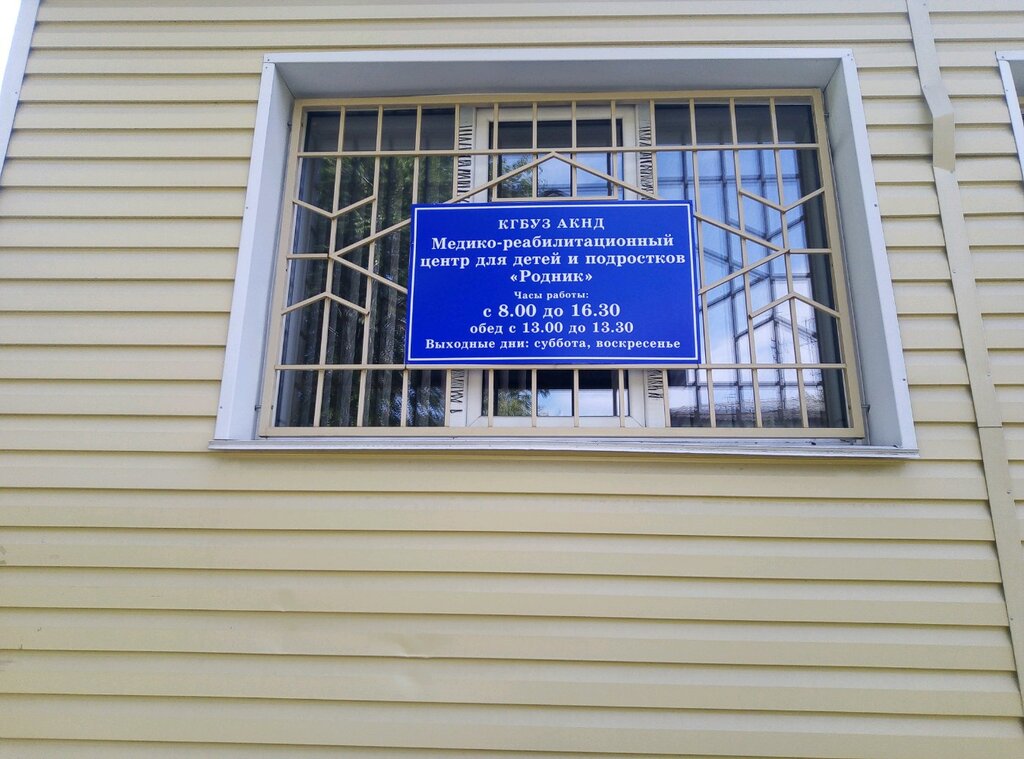 КГБУЗ АКНД
Медико-реабилитационный
центр для детей и подростков
«Родник»
Часы работы:
с 8.00 до 16.30
обед с 13.00 до 13.30
Выходные дни: суббота, воскресенье